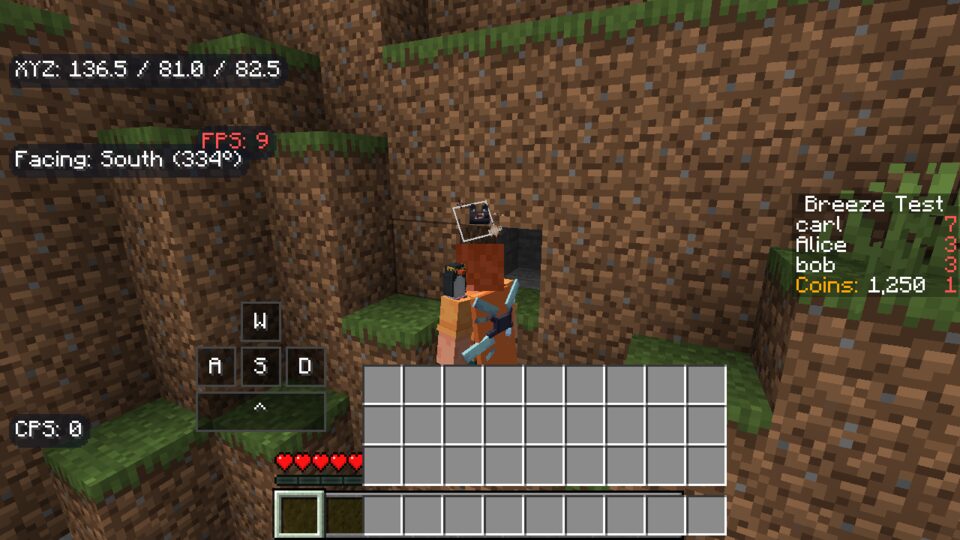 XYZ: 136.5 / 81.0 / 82.5
FPS: 9
Facing: South (334°)
Breeze Test
carl 7
Alice 3
bob 3
Coins: 1,250 1
W
A S D
^
CPS: 0